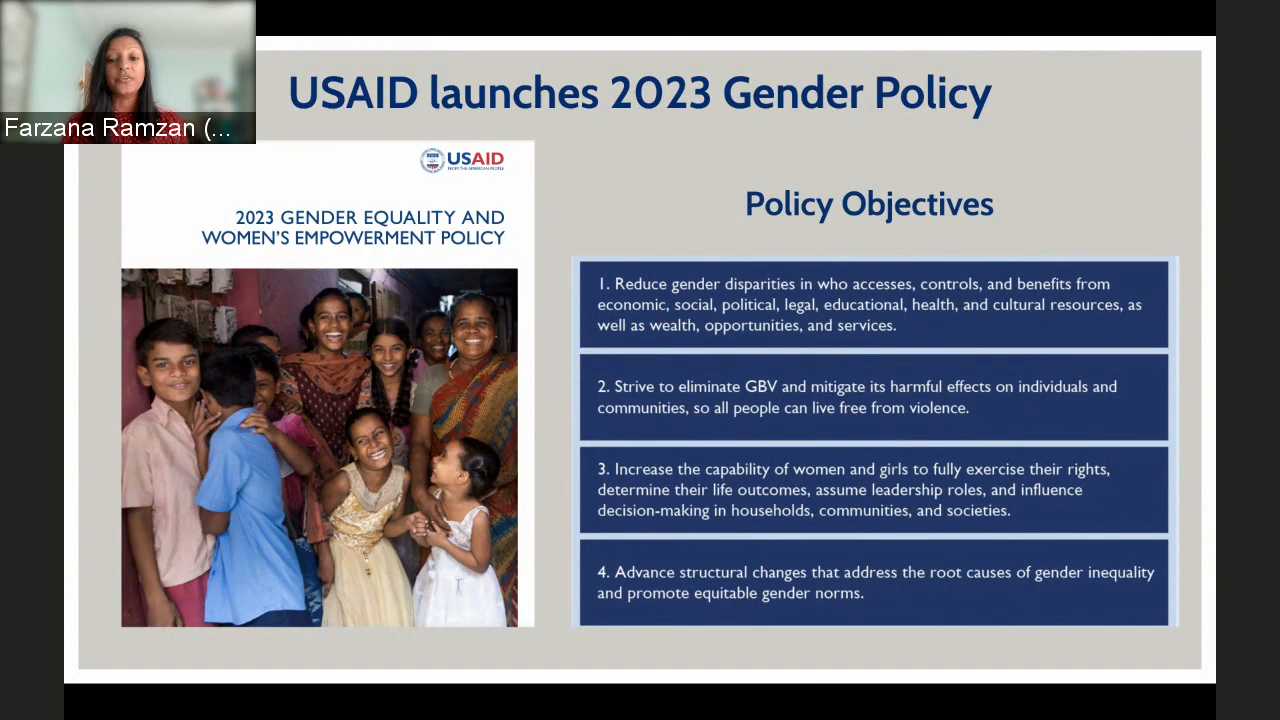 Farzana Ramzan (...
USAID launches 2023 Gender Policy
USAID
FROM THE AMERICAN PEOPLE
2023 GENDER EQUALITY AND
WOMEN'S EMPOWERMENT POLICY
Policy Objectives
1. Reduce gender disparities in who accesses, controls, and benefits from
economic, social, political, legal, educational, health, and cultural resources, as
well as wealth, opportunities, and services.
2. Strive to eliminate GBV and mitigate its harmful effects on individuals and
communities, so all people can live free from violence.
3. Increase the capability of women and girls to fully exercise their rights,
determine their life outcomes, assume leadership roles, and influence
decision-making in households, communities, and societies.
4. Advance structural changes that address the root causes of gender inequality
and promote equitable gender norms.